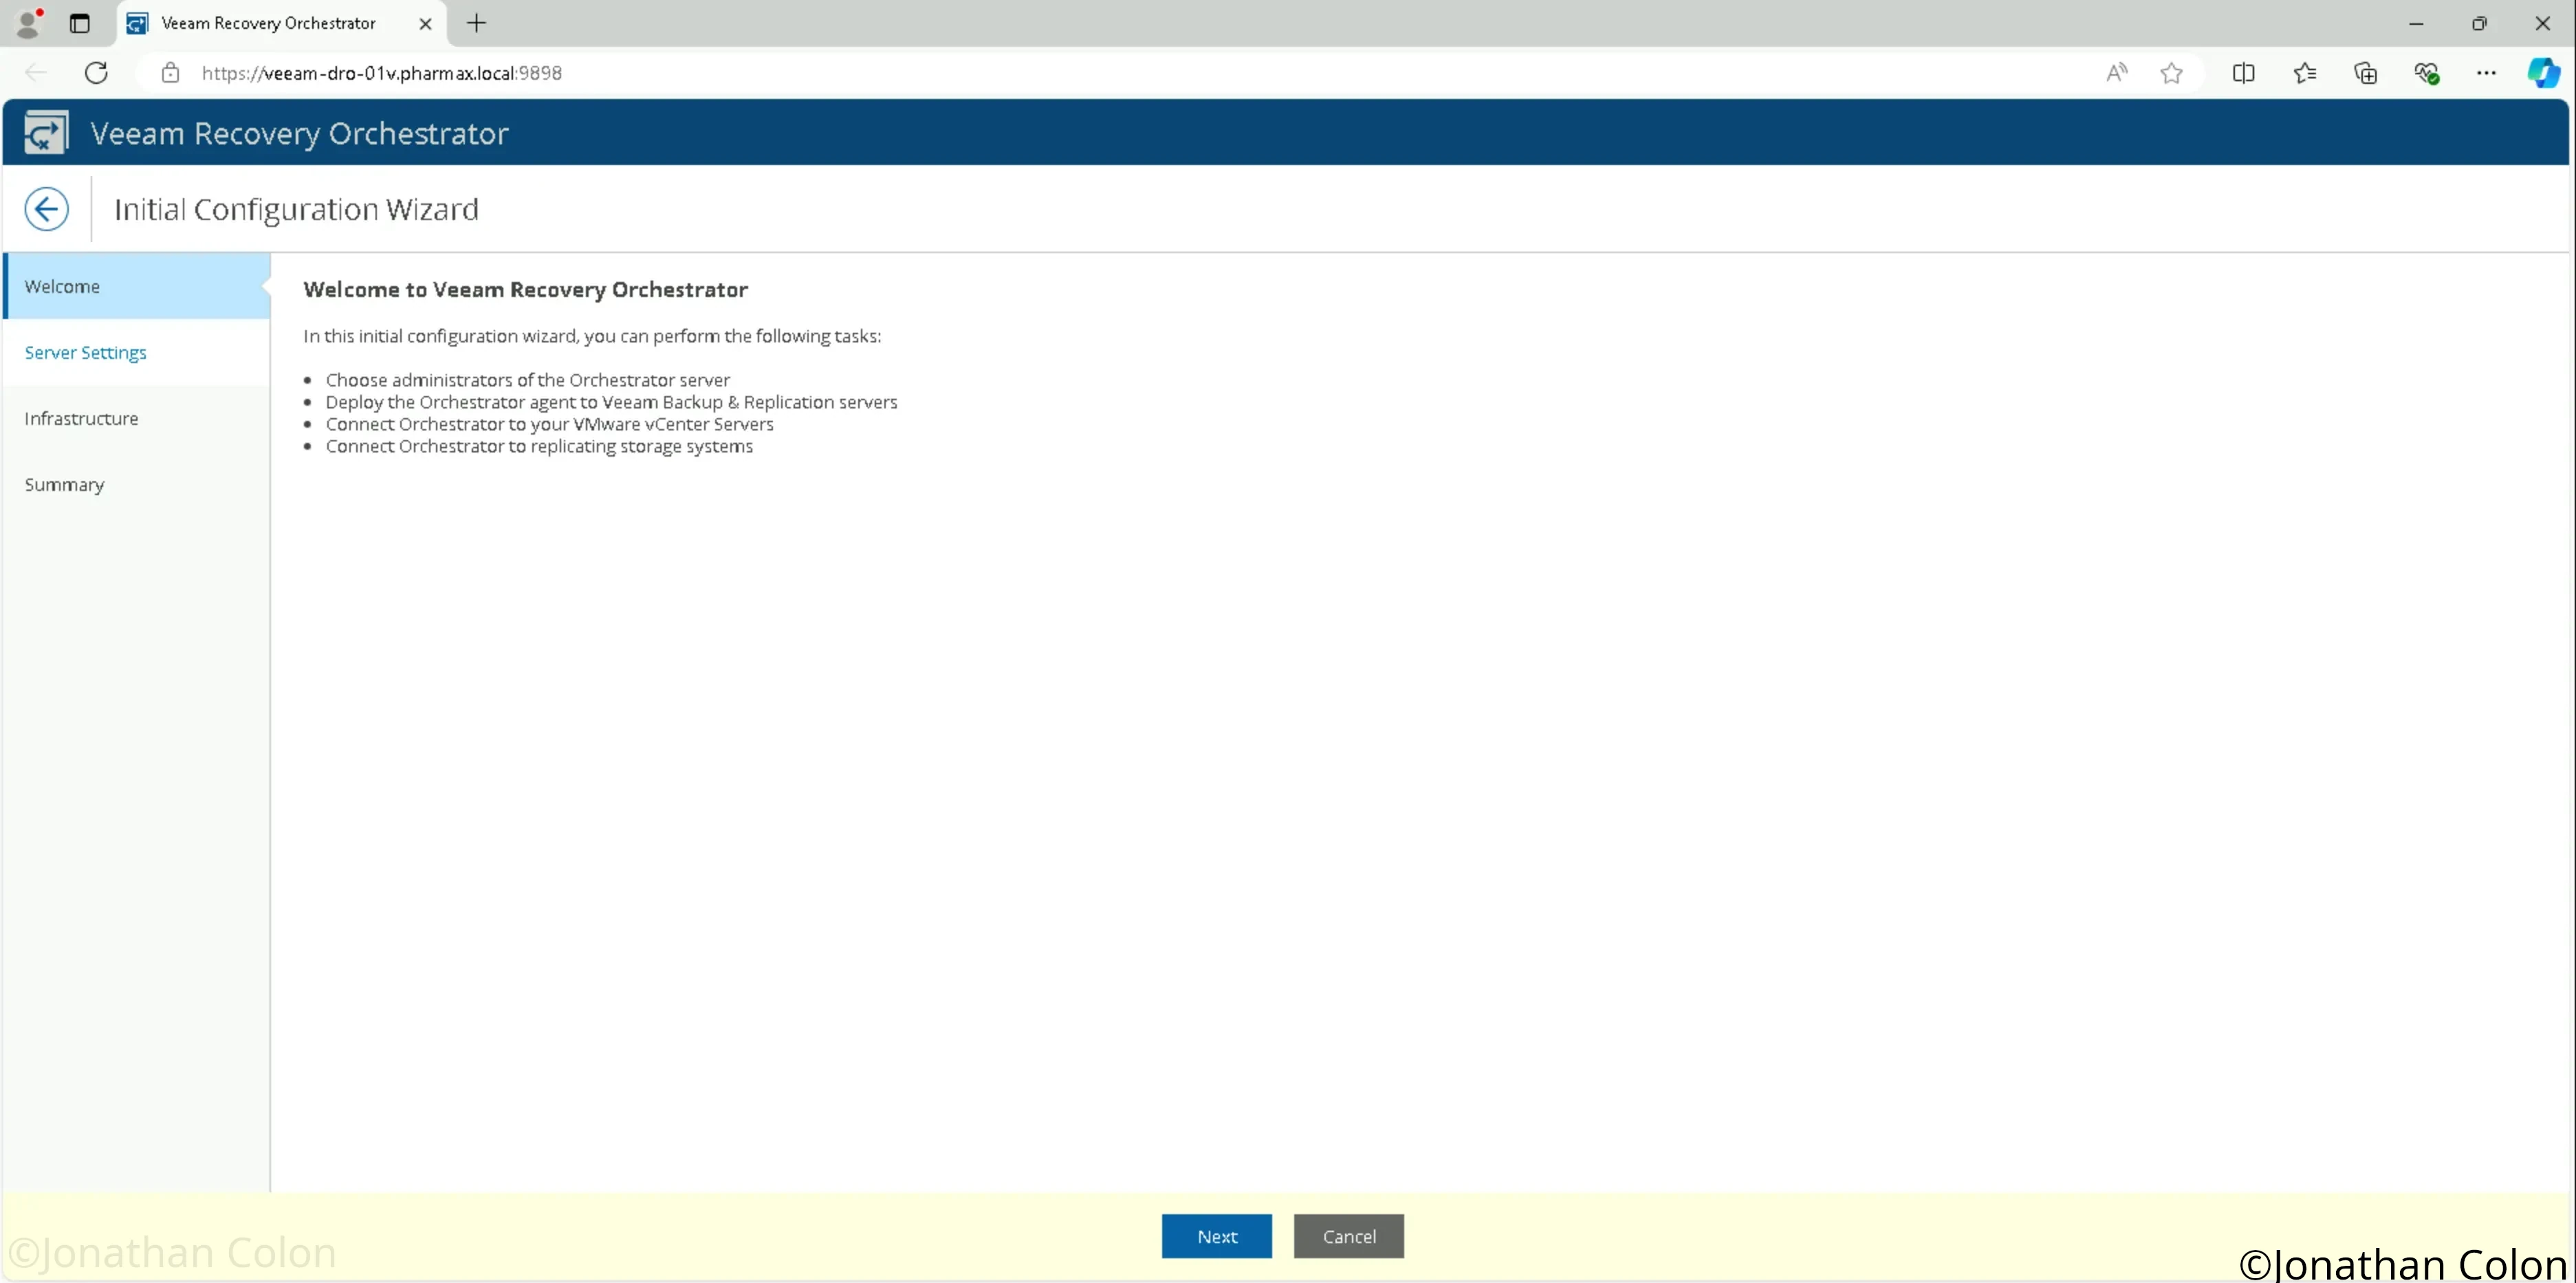 Veeam Recovery Orchestrator
https://veeam-dro-01v.pharmax.local:9898
Veeam Recovery Orchestrator
Initial Configuration Wizard
Welcome
Server Settings
Infrastructure
Summary
Welcome to Veeam Recovery Orchestrator
In this initial configuration wizard, you can perform the following tasks:
• Choose administrators of the Orchestrator server
• Deploy the Orchestrator agent to Veeam Backup & Replication servers
• Connect Orchestrator to your VMware vCenter Servers
• Connect Orchestrator to replicating storage systems
Next
Cancel
©Jonathan Colon
©Jonathan Colon